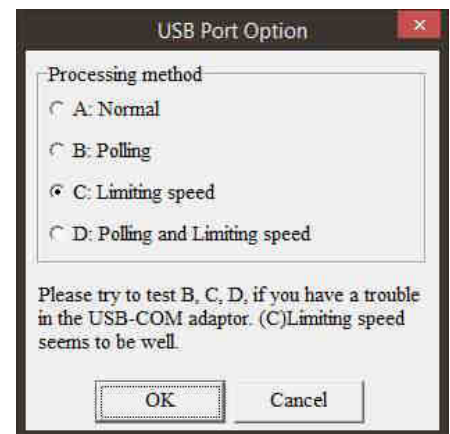 USB Port Option
Processing method
A: Normal
B: Polling
C: Limiting speed
D: Polling and Limiting speed
Please try to test B, C, D, if you have a trouble
in the USB-COM adaptor. (C)Limiting speed
seems to be well.
OK Cancel